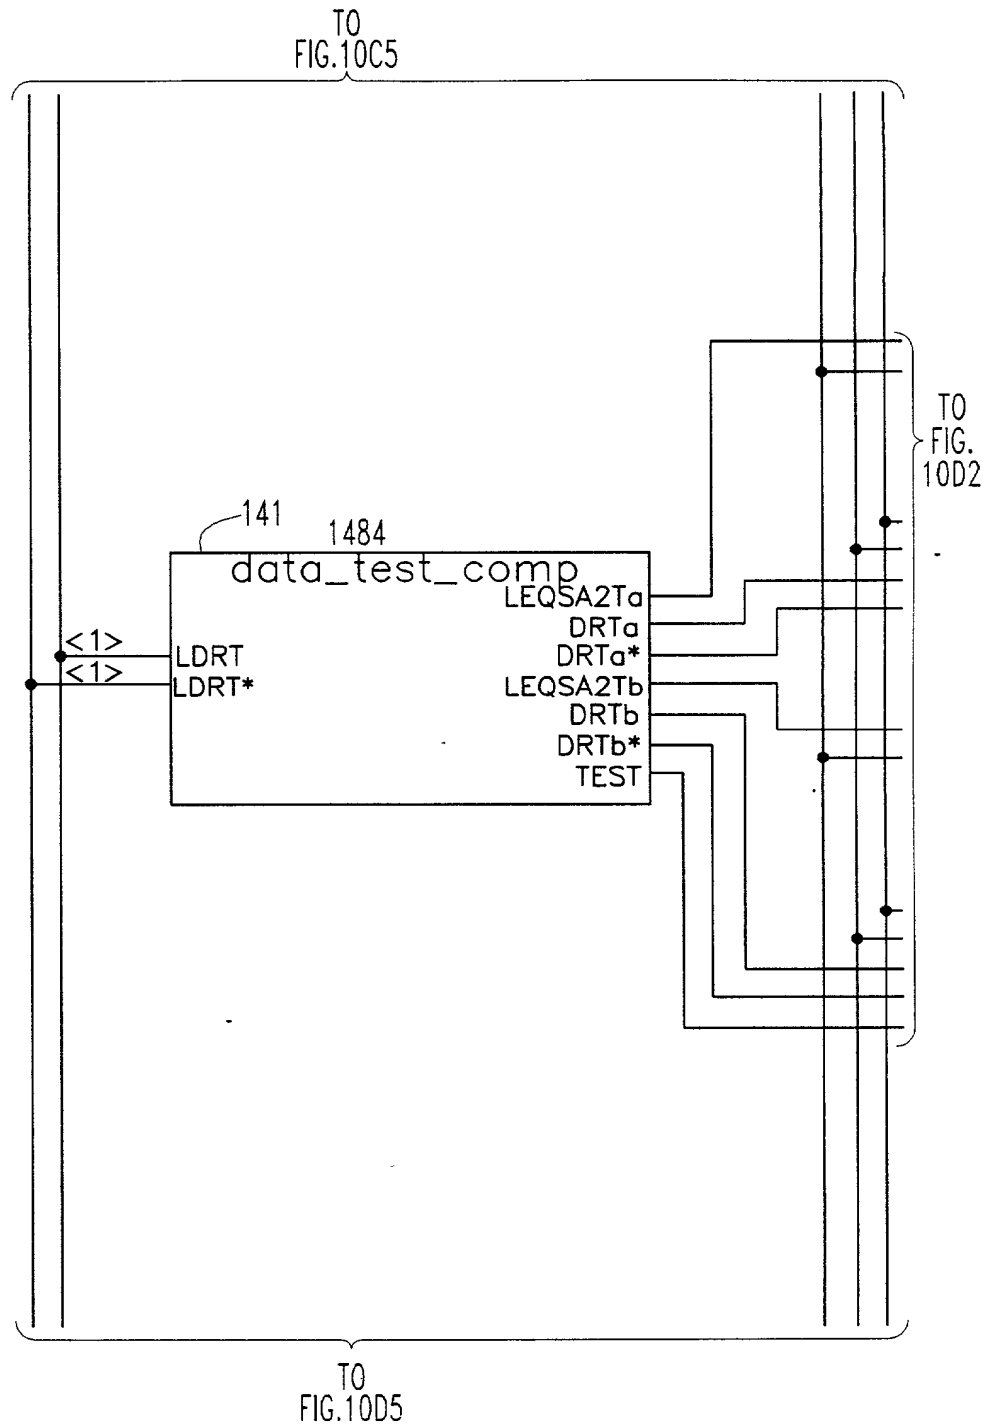 TO
FIG.10C5
TO
FIG.
10D2
141
1484
data_test_comp
LEQSA2Ta
DRTa
<1>
LDRT
DRTa*
<1>
LDRT*
LEQSA2Tb
DRTb
DRTb*
TEST
TO
FIG.10D5